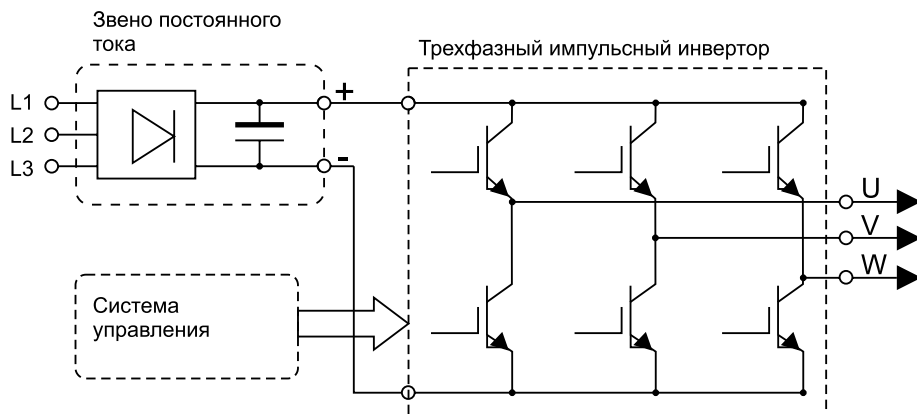 Звено постоянного
тока
Трехфазный импульсный инвертор
L1
L2
L3
+
-
U
V
W
Система
управления